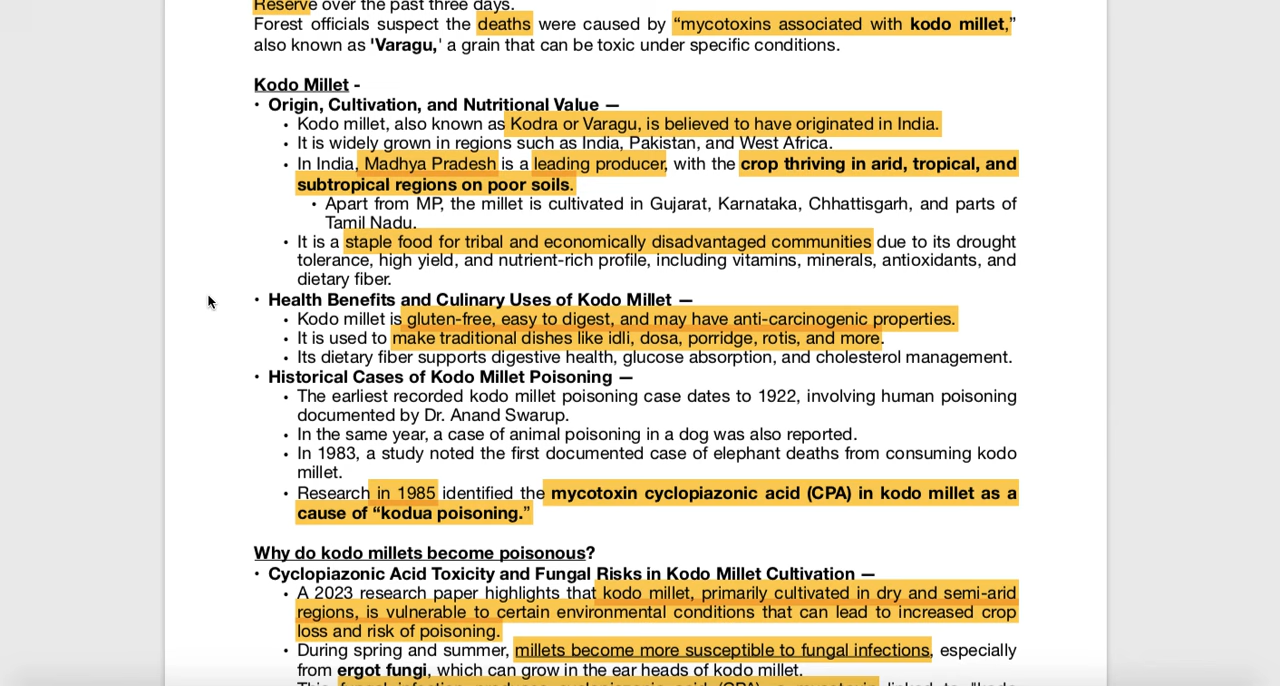 Reserve over the past three days.
Forest officials suspect the deaths were caused by “mycotoxins associated with kodo millet,”
also known as 'Varagu,' a grain that can be toxic under specific conditions.
Kodo Millet -
• Origin, Cultivation, and Nutritional Value —
• Kodo millet, also known as Kodra or Varagu, is believed to have originated in India.
• It is widely grown in regions such as India, Pakistan, and West Africa.
• In India, Madhya Pradesh is a leading producer, with the crop thriving in arid, tropical, and
subtropical regions on poor soils.
• Apart from MP, the millet is cultivated in Gujarat, Karnataka, Chhattisgarh, and parts of
Tamil Nadu.
• It is a staple food for tribal and economically disadvantaged communities due to its drought
tolerance, high yield, and nutrient-rich profile, including vitamins, minerals, antioxidants, and
dietary fiber.
• Health Benefits and Culinary Uses of Kodo Millet —
• Kodo millet is gluten-free, easy to digest, and may have anti-carcinogenic properties.
• It is used to make traditional dishes like idli, dosa, porridge, rotis, and more.
• Its dietary fiber supports digestive health, glucose absorption, and cholesterol management.
• Historical Cases of Kodo Millet Poisoning —
• The earliest recorded kodo millet poisoning case dates to 1922, involving human poisoning
documented by Dr. Anand Swarup.
• In the same year, a case of animal poisoning in a dog was also reported.
• In 1983, a study noted the first documented case of elephant deaths from consuming kodo
millet.
• Research in 1985 identified the mycotoxin cyclopiazonic acid (CPA) in kodo millet as a
cause of “kodua poisoning.”
Why do kodo millets become poisonous?
• Cyclopiazonic Acid Toxicity and Fungal Risks in Kodo Millet Cultivation —
• A 2023 research paper highlights that kodo millet, primarily cultivated in dry and semi-arid
regions, is vulnerable to certain environmental conditions that can lead to increased crop
loss and risk of poisoning.
• During spring and summer, millets become more susceptible to fungal infections, especially
from ergot fungi, which can grow in the ear heads of kodo millet.
• This fungal infection produces cyclopiazonic acid (CPA), a mycotoxin linked to "kodo